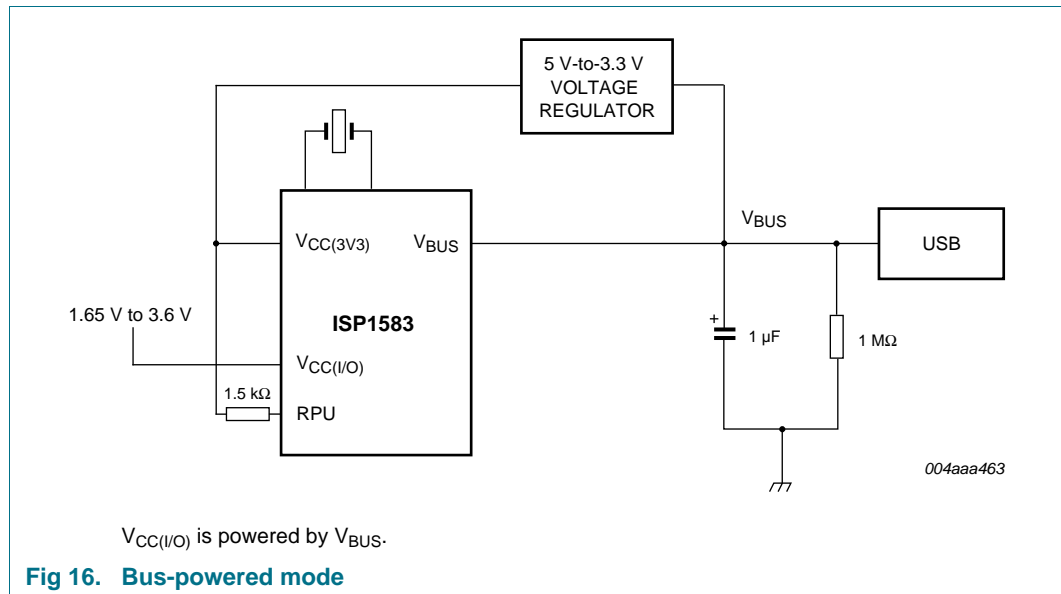 5 V-to-3.3 V
VOLTAGE
REGULATOR
VBUS
VCC(3V3)
VBUS
USB
1.65 V to 3.6 V
ISP1583
+
1 µF
1 MΩ
VCC(I/O)
1.5 kΩ
RPU
004aaa463
VCC(I/O) is powered by VBUS.
Fig 16. Bus-powered mode